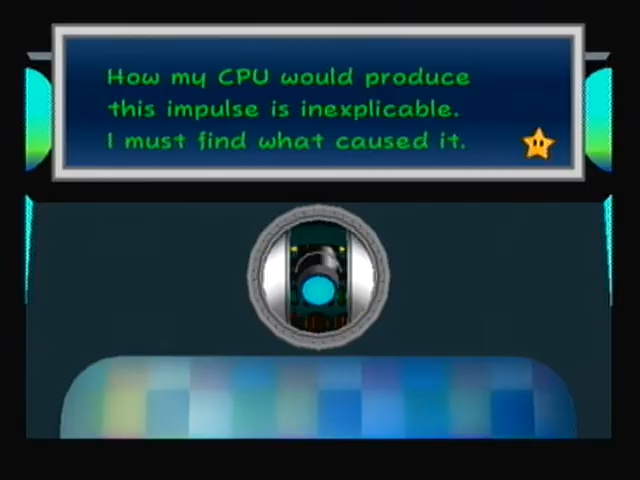 How my CPU would produce
this impulse is inexplicable.
I must find what caused it.